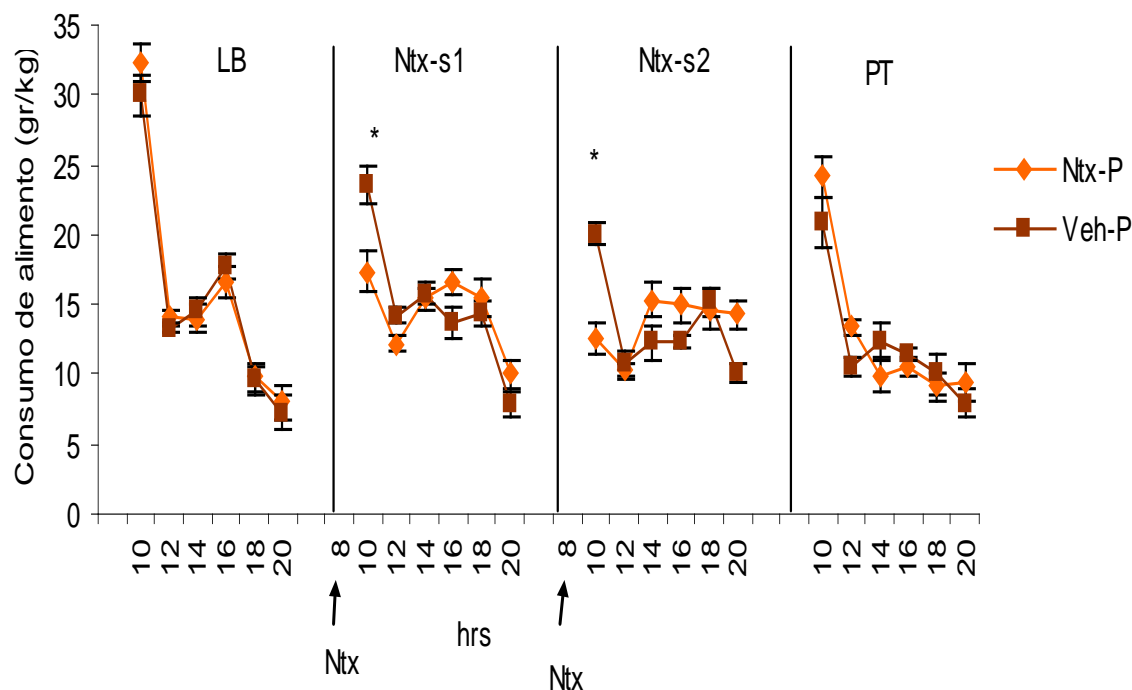 Consumo de alimento (gr/kg)
35
30
25
20
15
10
5
0
LB
Ntx-s1
Ntx-s2
PT
*
*
Ntx-P
Veh-P
10 12 14 16 18 20 8 10 12 14 16 18 20 8 10 12 14 16 18 20 10 12 14 16 18 20
hrs
Ntx
Ntx